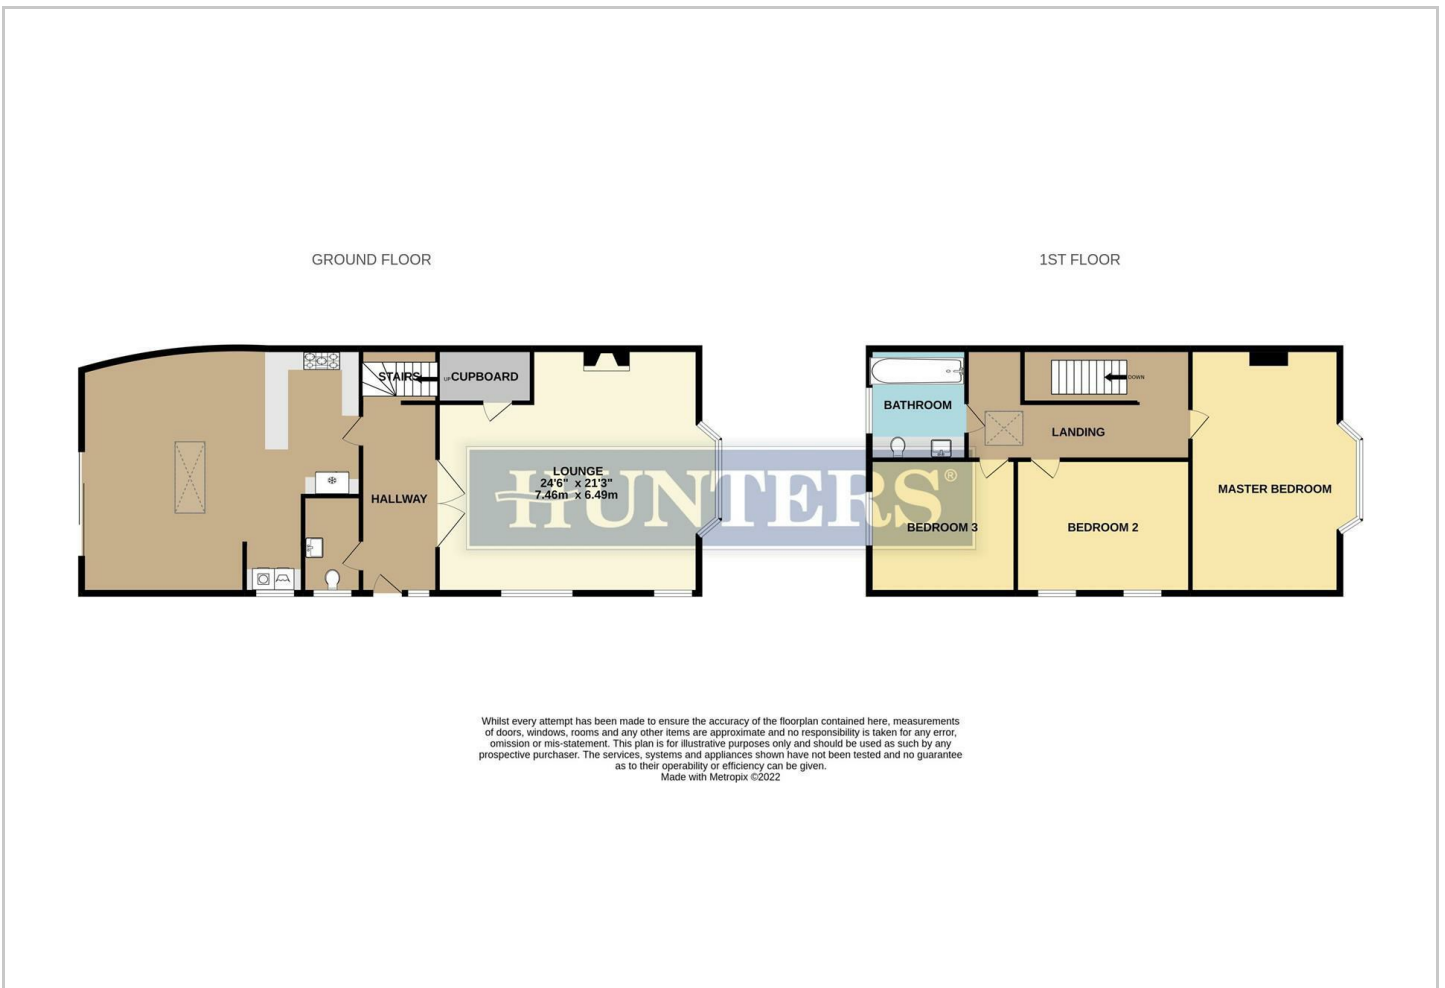 GROUND FLOOR
1ST FLOOR
STAIRS
UP
CUPBOARD
LOUNGE
24'6" x 21'3"
7.46m x 6.49m
HALLWAY
HUNTERS®
BATHROOM
DOWN
LANDING
MASTER BEDROOM
BEDROOM 3
BEDROOM 2
Whilst every attempt has been made to ensure the accuracy of the floorplan contained here, measurements
of doors, windows, rooms and any other items are approximate and no responsibility is taken for any error,
omission or mis-statement. This plan is for illustrative purposes only and should be used as such by any
prospective purchaser. The services, systems and appliances shown have not been tested and no guarantee
as to their operability or efficiency can be given.
Made with Metropix ©2022